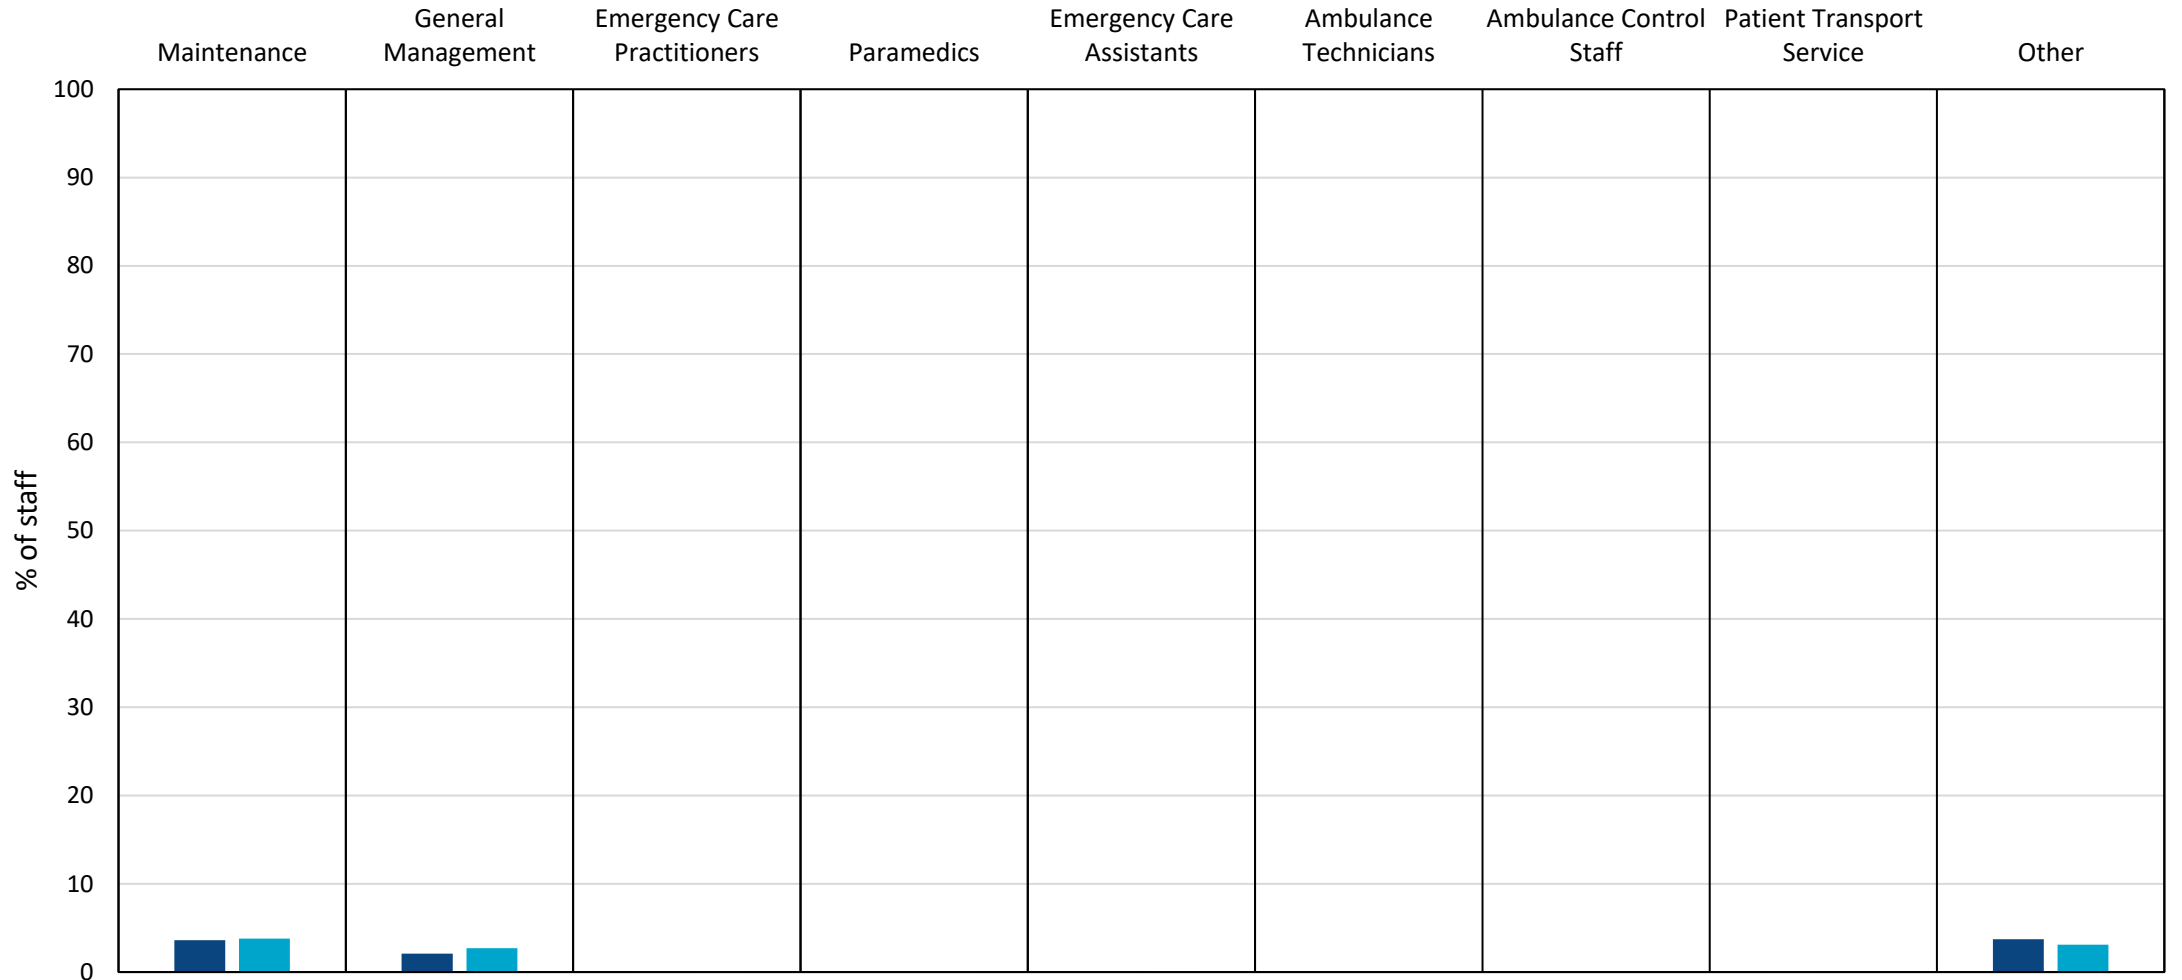 General
Emergency Care
Emergency Care
Ambulance
Ambulance Control
Patient Transport
Maintenance
Management
Practitioners
Paramedics
Assistants
Technicians
Staff
Service
Other
100
90
80
70
60
50
40
30
20
10
0
% of staff